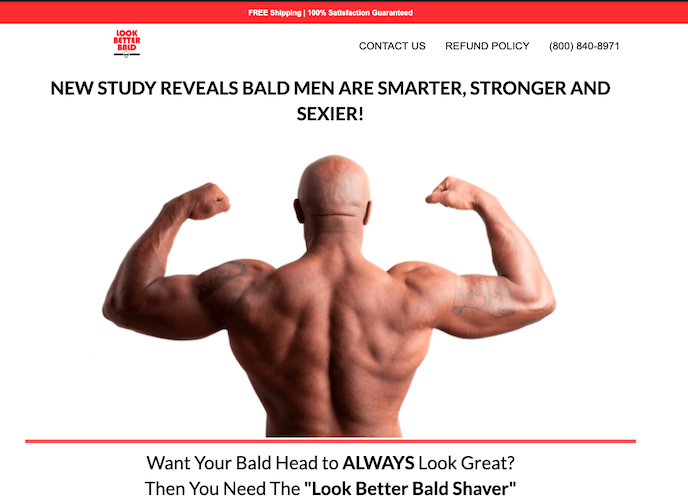 FREE Shipping | 100% Satisfaction Guaranteed
LOOK
BETTER
BALD
CONTACT US
REFUND POLICY
(800) 840-8971
NEW STUDY REVEALS BALD MEN ARE SMARTER, STRONGER AND
SEXIER!
Want Your Bald Head to ALWAYS Look Great?
Then You Need The "Look Better Bald Shaver"